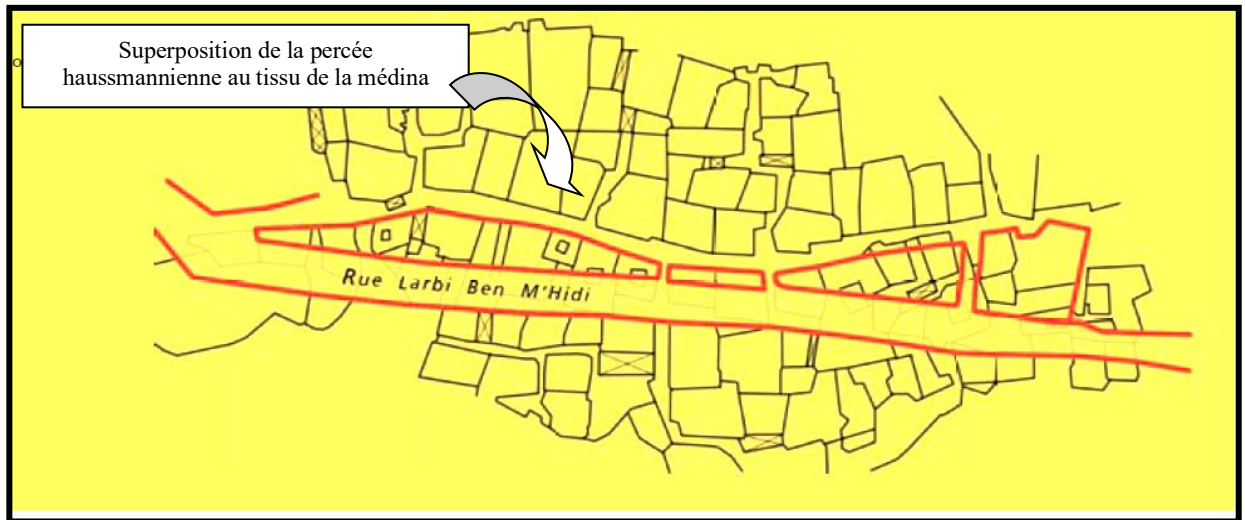 Superposition de la percée
haussmannienne au tissu de la médina
Rue Larbi Ben M'Hidi